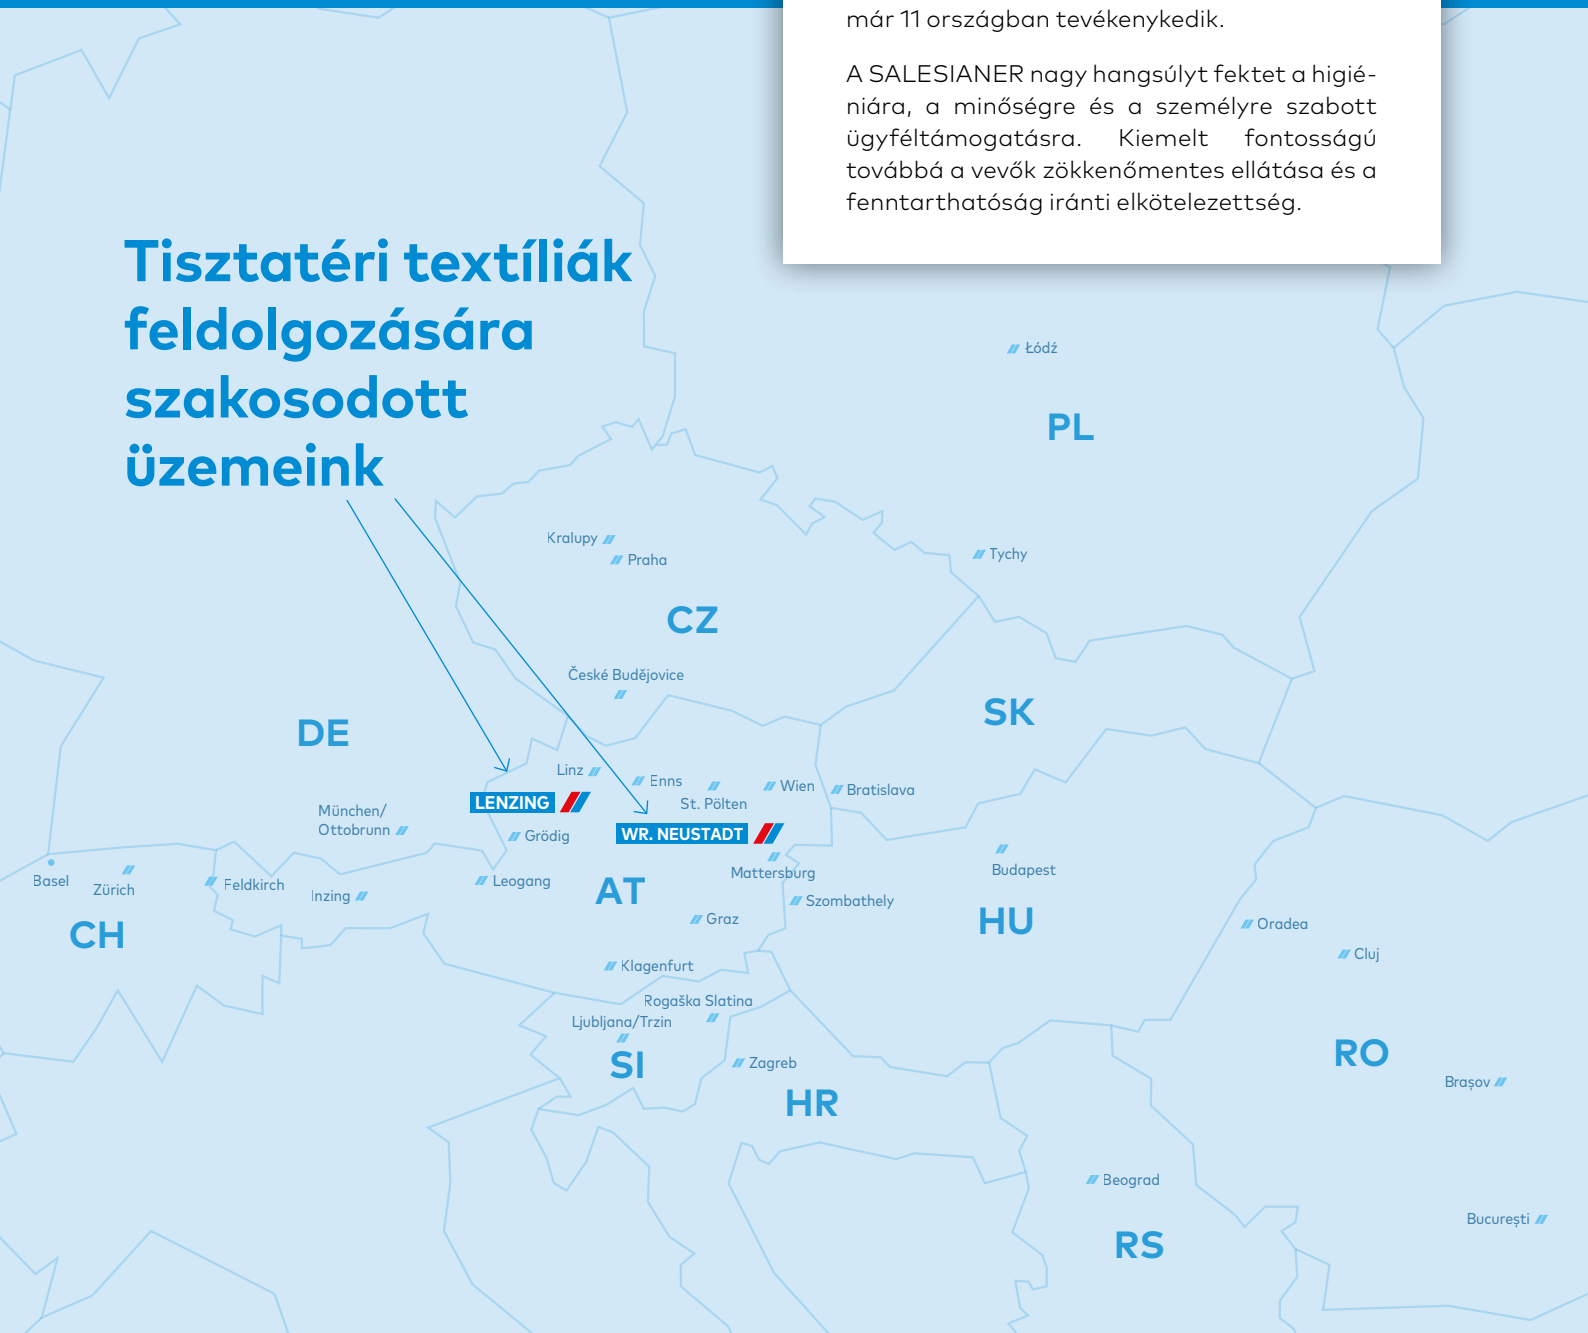 már 11 országban tevékenykedik.
A SALESIANER nagy hangsúlyt fektet a higié-
niára, a minőségre és a személyre szabott
ügyféltámogatásra. Kiemelt fontosságú
továbbá a vevők zökkenőmentes ellátása és a
fenntarthatóság iránti elkötelezettség.
Tisztatéri textíliák
feldolgozására
szakosodott
üzemeink
Łódź
PL
Kralupy
Praha
Tychy
CZ
České Budějovice
SK
DE
Linz
Enns
Wien
Bratislava
LENZING
St. Pölten
München/
Ottobrunn
Grödig
WR. NEUSTADT
Basel
Zürich
Feldkirch
Inzing
Leogang
Mattersburg
Budapest
AT
Szombathely
CH
Graz
HU
Oradea
Cluj
Klagenfurt
Rogaška Slatina
Ljubljana/Trzin
SI
Zagreb
RO
HR
Brașov
Beograd
București
RS